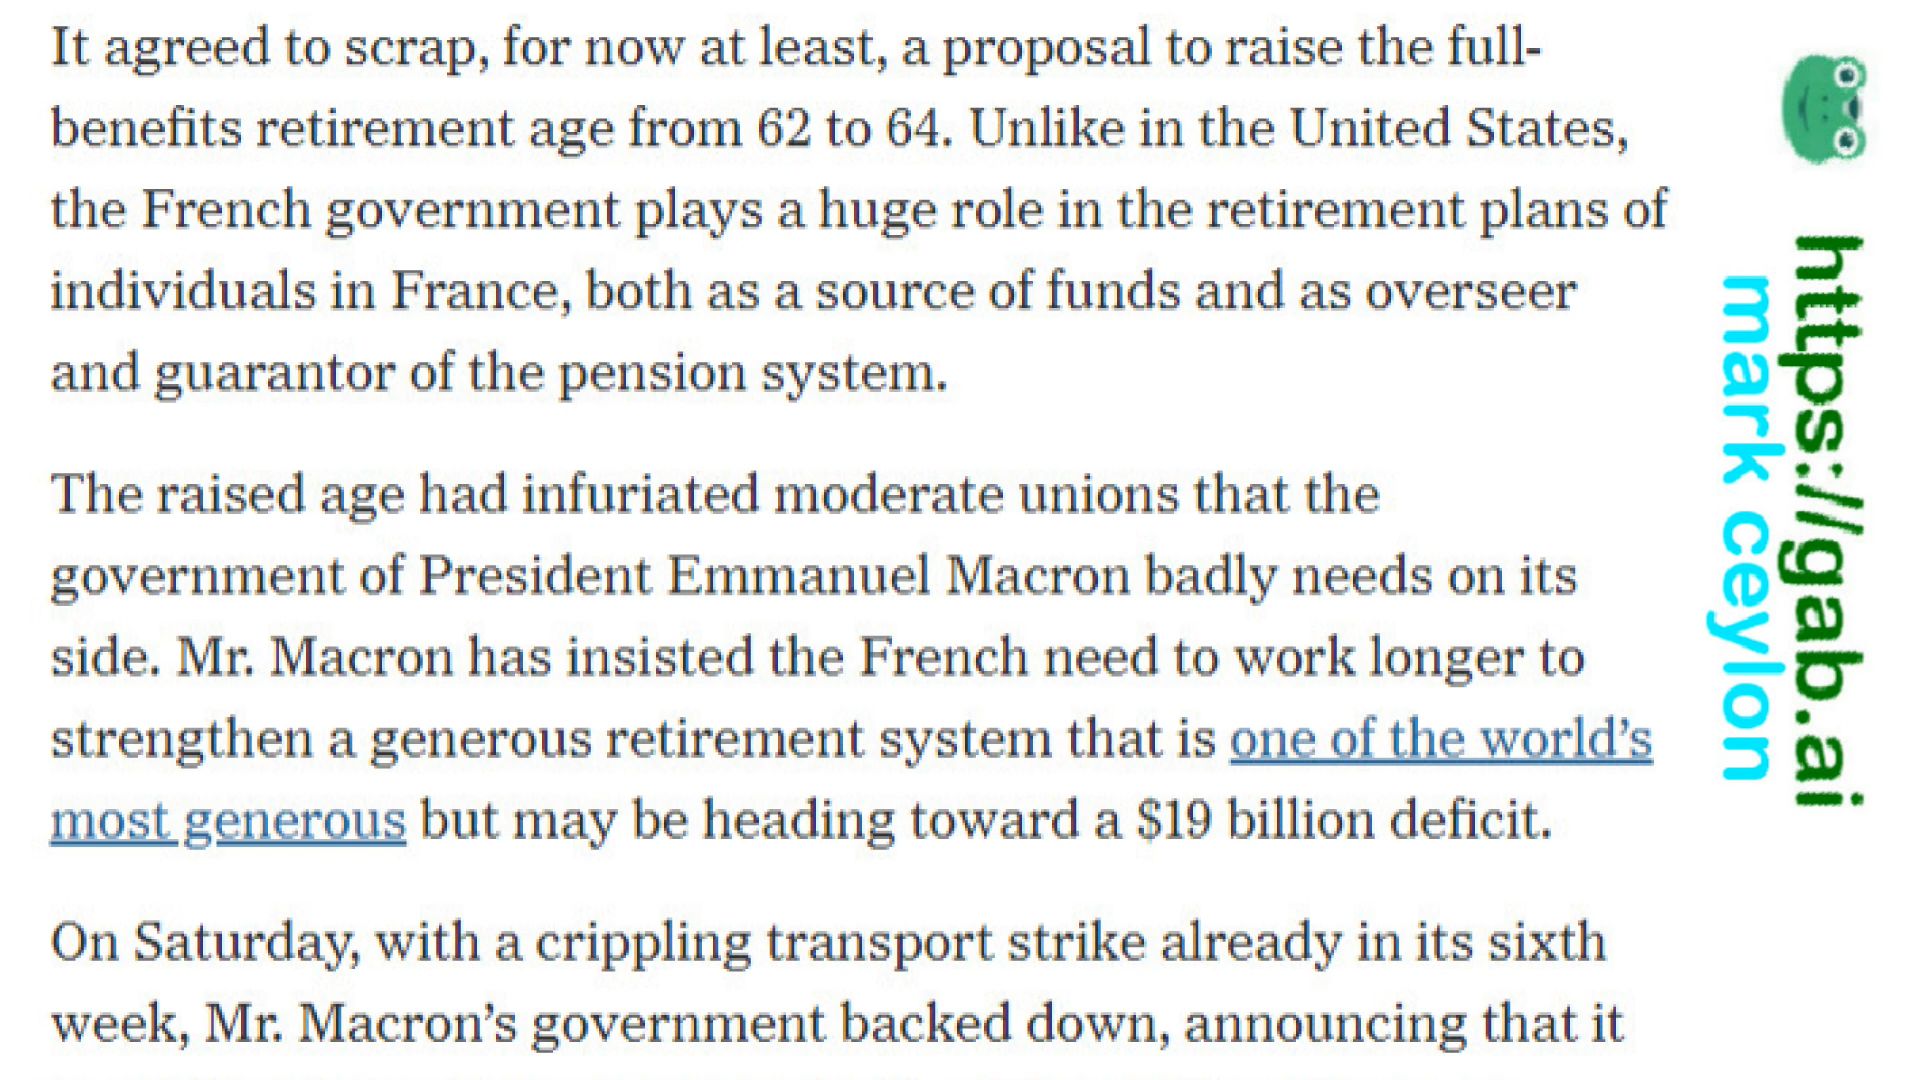 It agreed to scrap, for now at least, a proposal to raise the full-
benefits retirement age from 62 to 64. Unlike in the United States,
the French government plays a huge role in the retirement plans of
individuals in France, both as a source of funds and as overseer
and guarantor of the pension system.
The raised age had infuriated moderate unions that the
government of President Emmanuel Macron badly needs on its
side. Mr. Macron has insisted the French need to work longer to
strengthen a generous retirement system that is one of the world’s
most generous but may be heading toward a $19 billion deficit.
On Saturday, with a crippling transport strike already in its sixth
week, Mr. Macron’s government backed down, announcing that it
https://gab.ai
mark ceylon